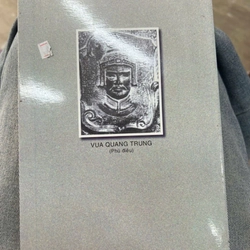 VUA QUANG TRUNG
(Phù điêu)